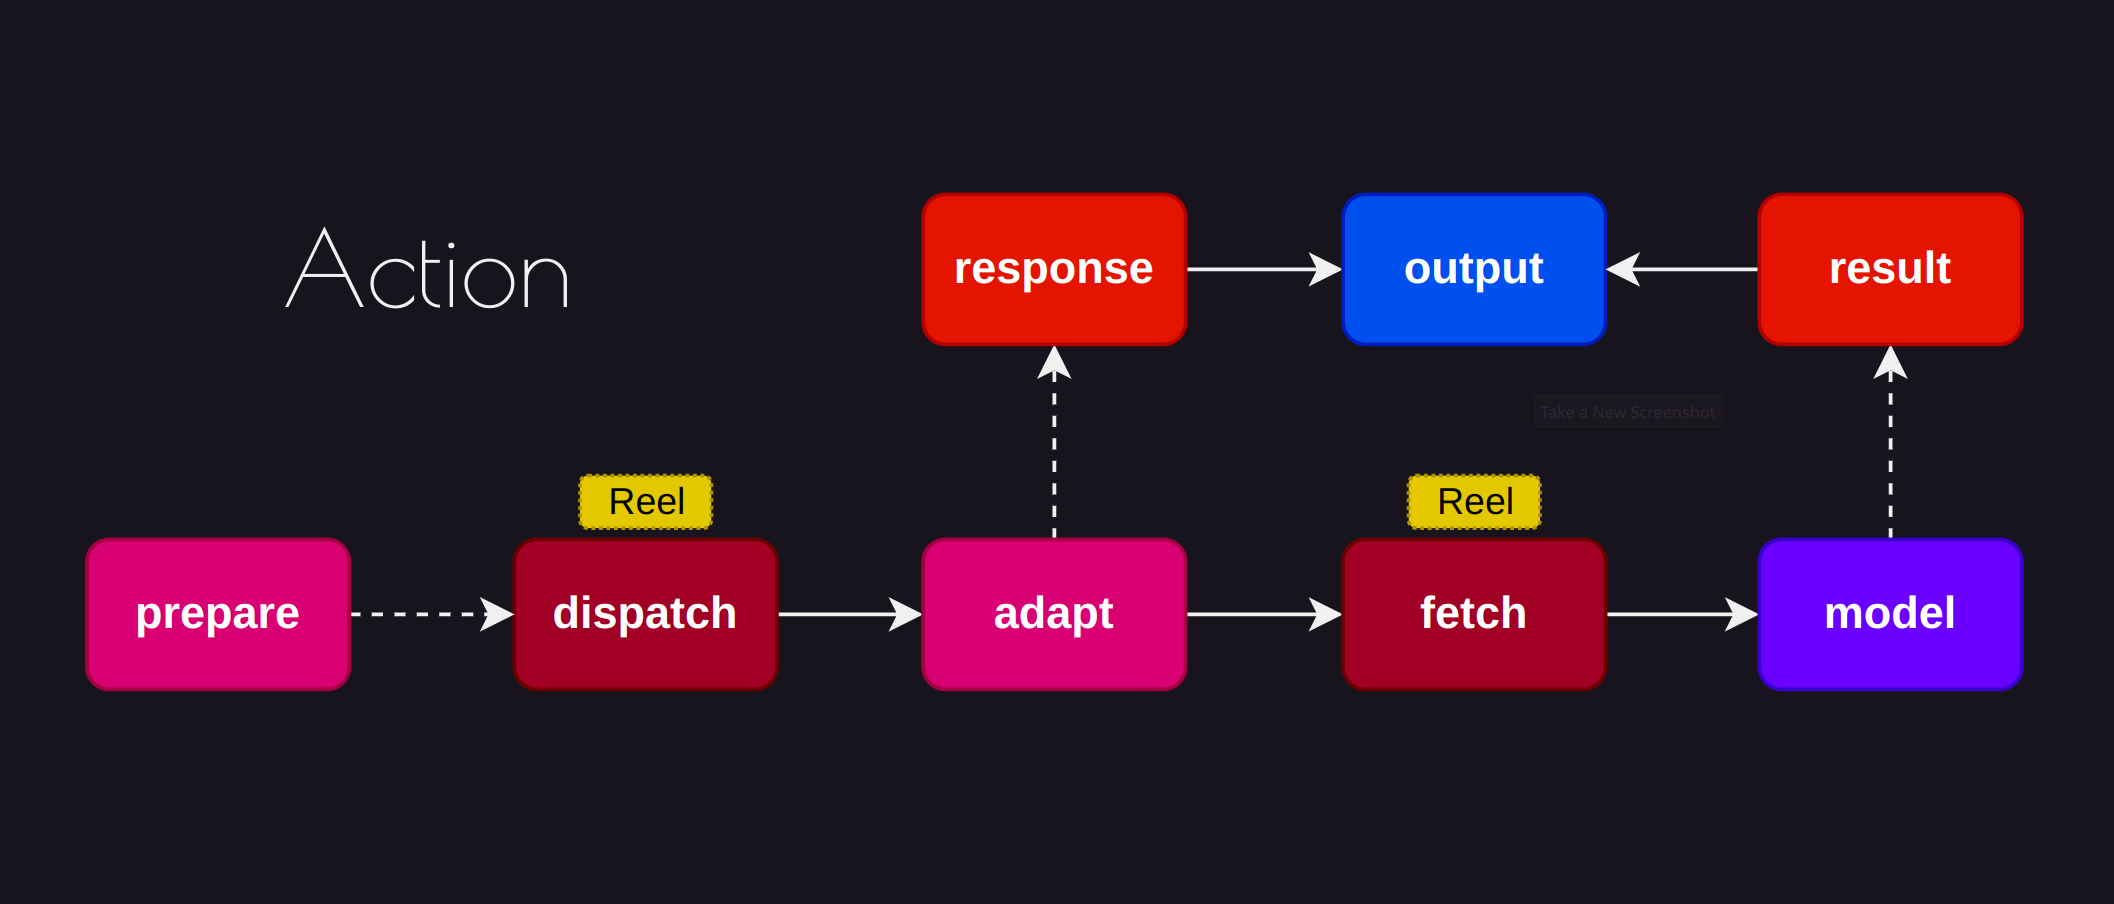 Action
response
output
result
Take a New Screenshot
Reel
Reel
prepare
dispatch
adapt
fetch
model